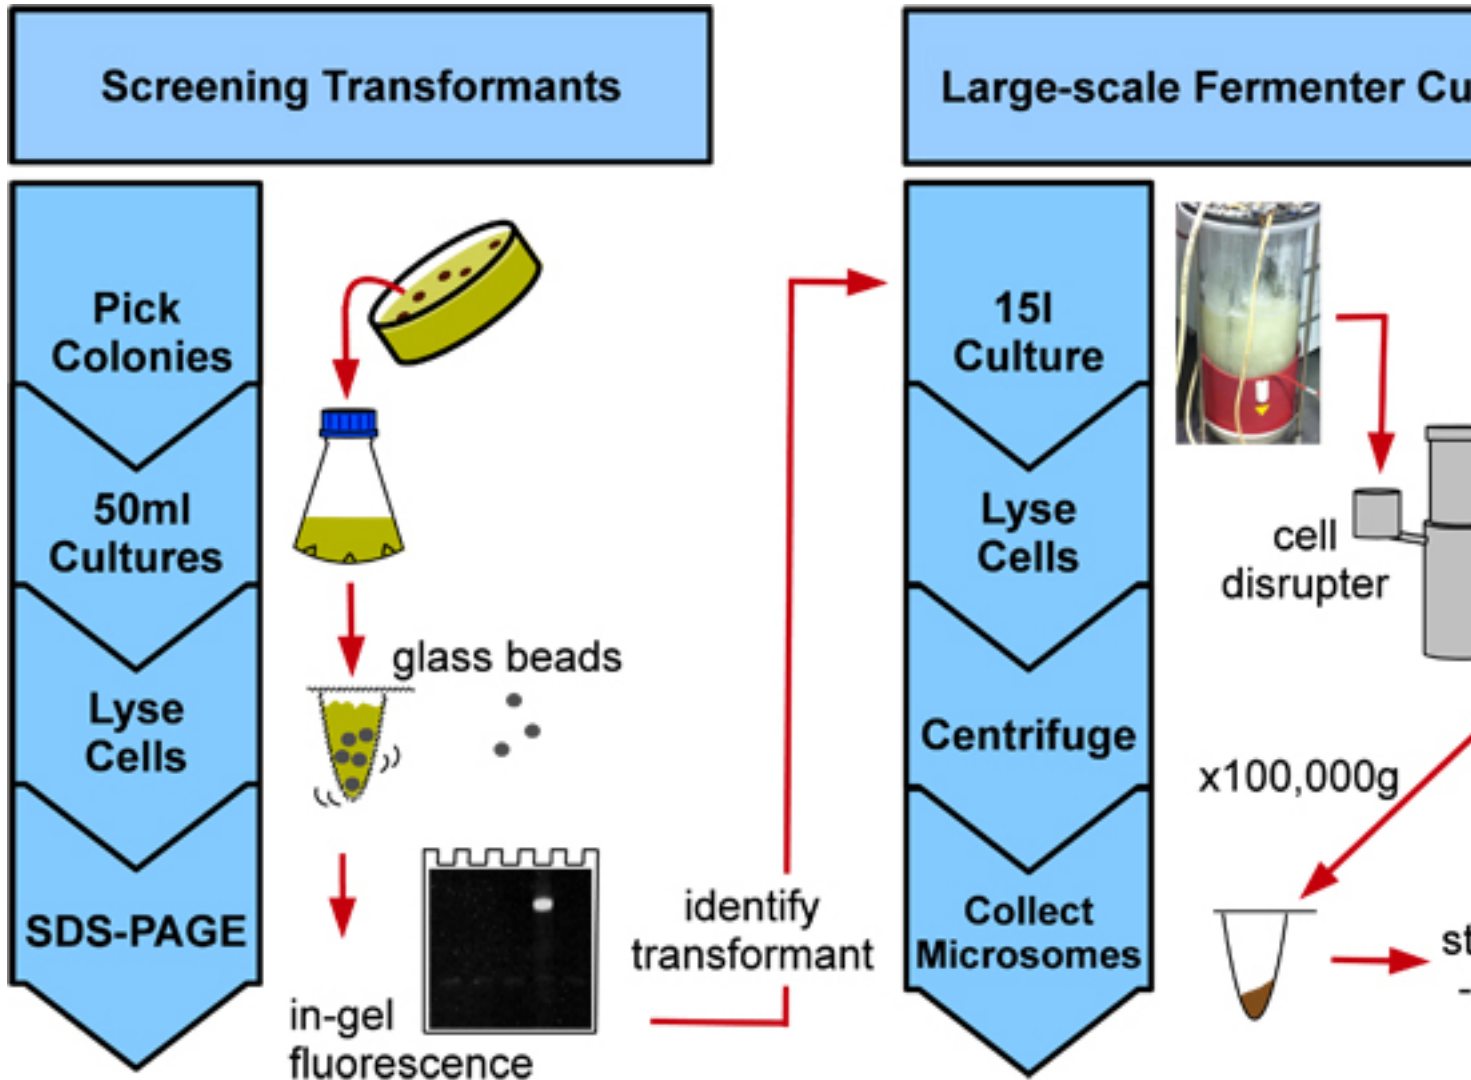 Screening Transformants
Pick
Colonies
50ml
Cultures
Lyse
Cells
glass beads
SDS-PAGE
in-gel
fluorescence
identify
transformant
Large-scale Fermenter Cu
15l
Culture
Lyse
Cells
cell
disrupter
Centrifuge
x100,000g
Collect
Microsomes
st
-